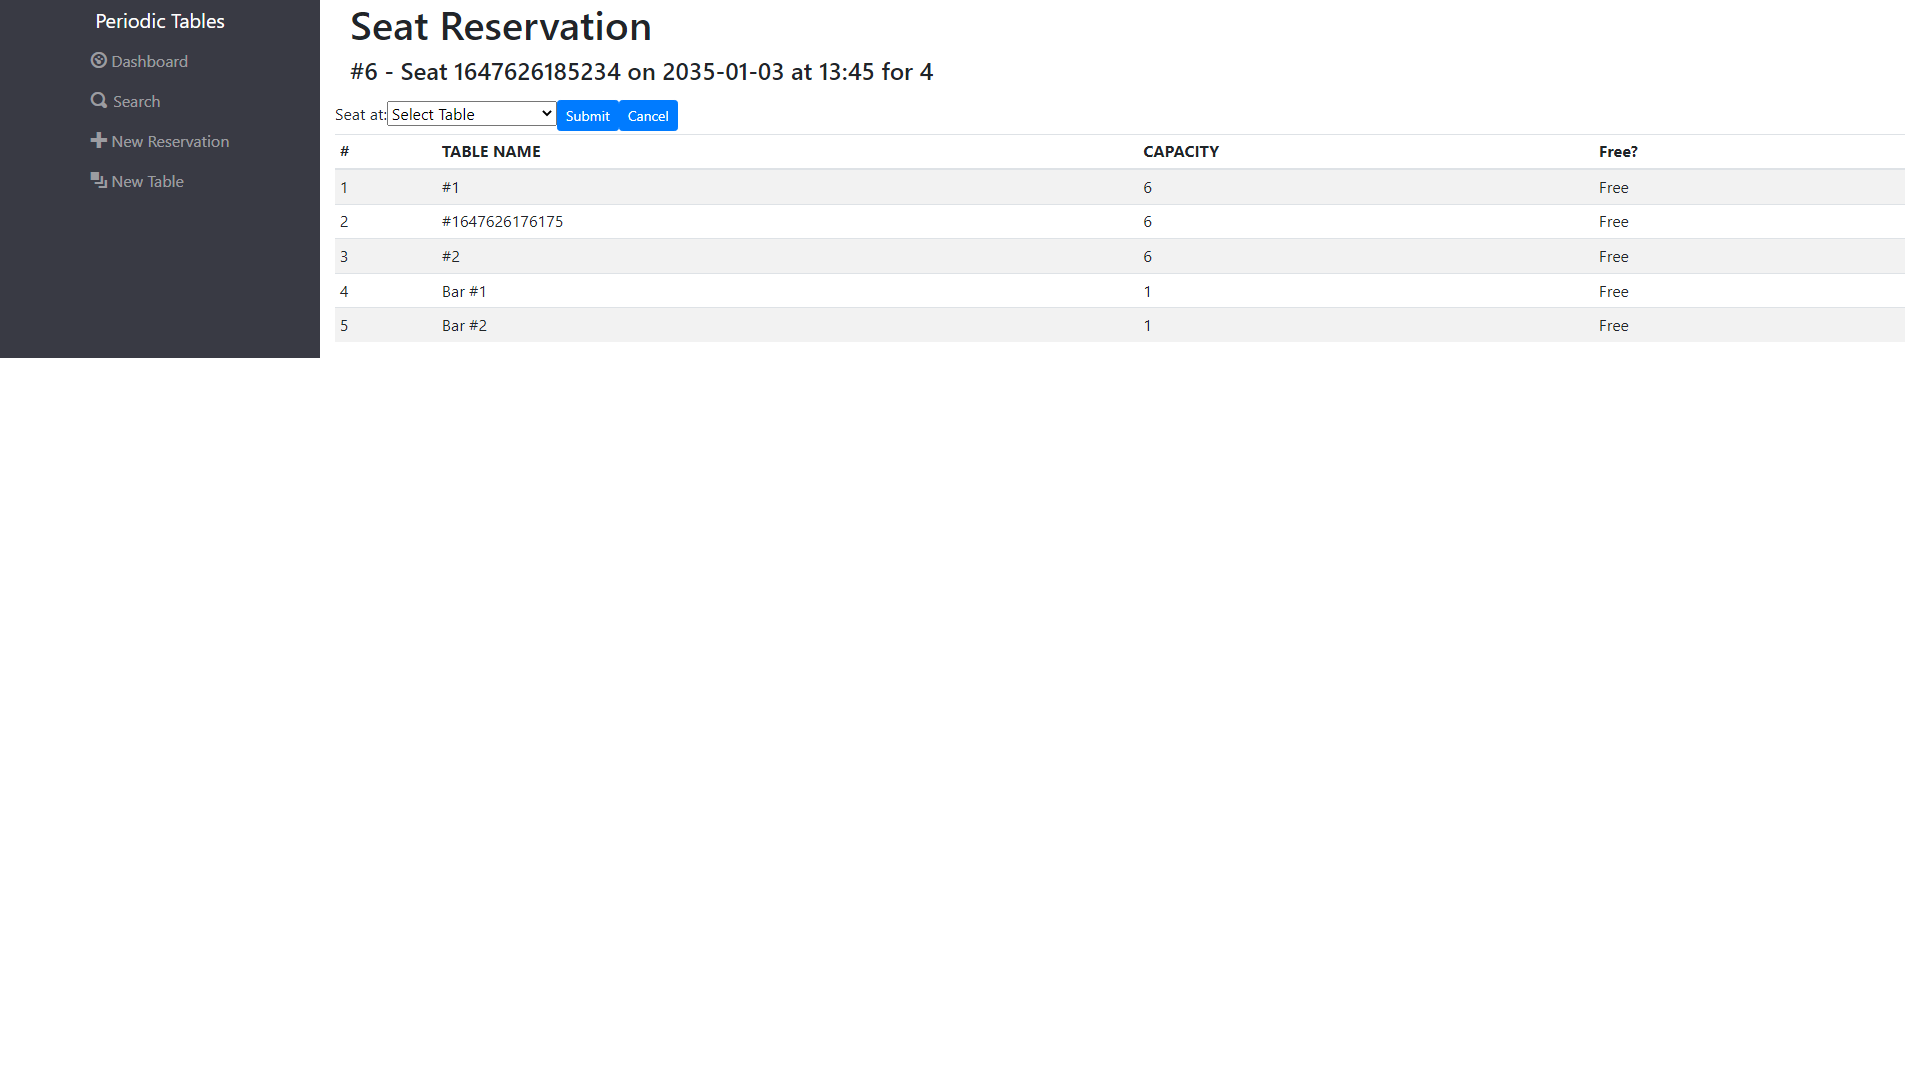 Periodic Tables
Dashboard
Search
New Reservation
New Table
Seat Reservation
#6 - Seat 1647626185234 on 2035-01-03 at 13:45 for 4
Seat at: Select Table Submit Cancel
# TABLE NAME CAPACITY Free?
1 #1 6 Free
2 #1647626176175 6 Free
3 #2 6 Free
4 Bar #1 1 Free
5 Bar #2 1 Free